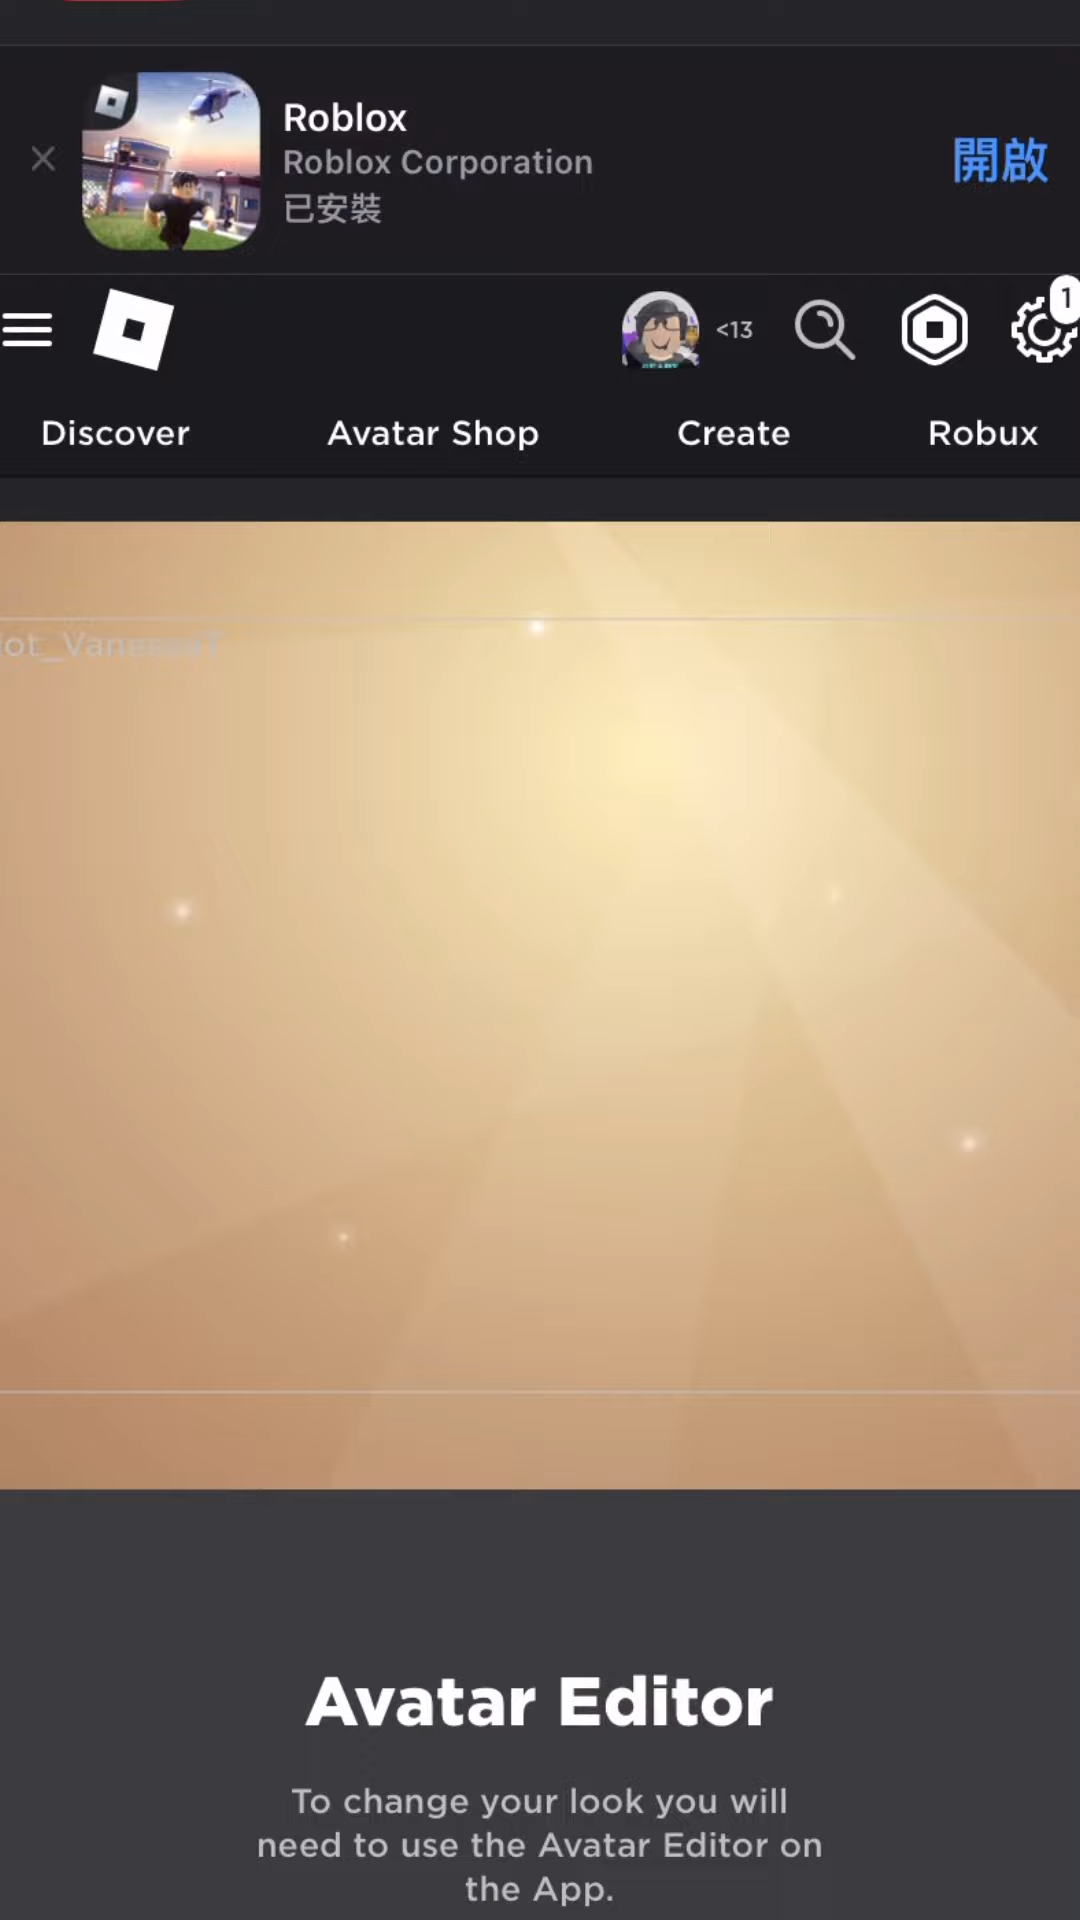 Roblox
Roblox Corporation
已安裝
開啟
<13
1
Discover
Avatar Shop
Create
Robux
Avatar Editor
To change your look you will
need to use the Avatar Editor on
the App.